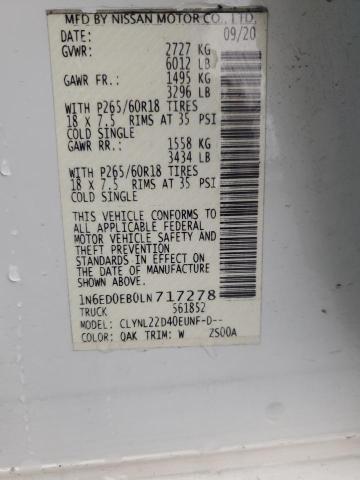 MFD BY NISSAN MOTOR CO., LTD.
DATE: 09/20
GVWR: 2727 KG
6012 LB
GAWR FR.: 1495 KG
3296 LB
WITH P265/60R18 TIRES
18 X 7.5 RIMS AT 35 PSI
COLD SINGLE
GAWR RR.: 1558 KG
3434 LB
WITH P265/60R18 TIRES
18 X 7.5 RIMS AT 35 PSI
COLD SINGLE
THIS VEHICLE CONFORMS TO
ALL APPLICABLE FEDERAL
MOTOR VEHICLE SAFETY AND
AND THEFT PREVENTION
STANDARDS IN EFFECT ON
THE DATE OF MANUFACTURE
SHOWN ABOVE.
1N6ED0EB0LN717278
TRUCK 561852
MODEL: CLYNL22D40EUNF-D--
COLOR: QAK TRIM: W ZS00A